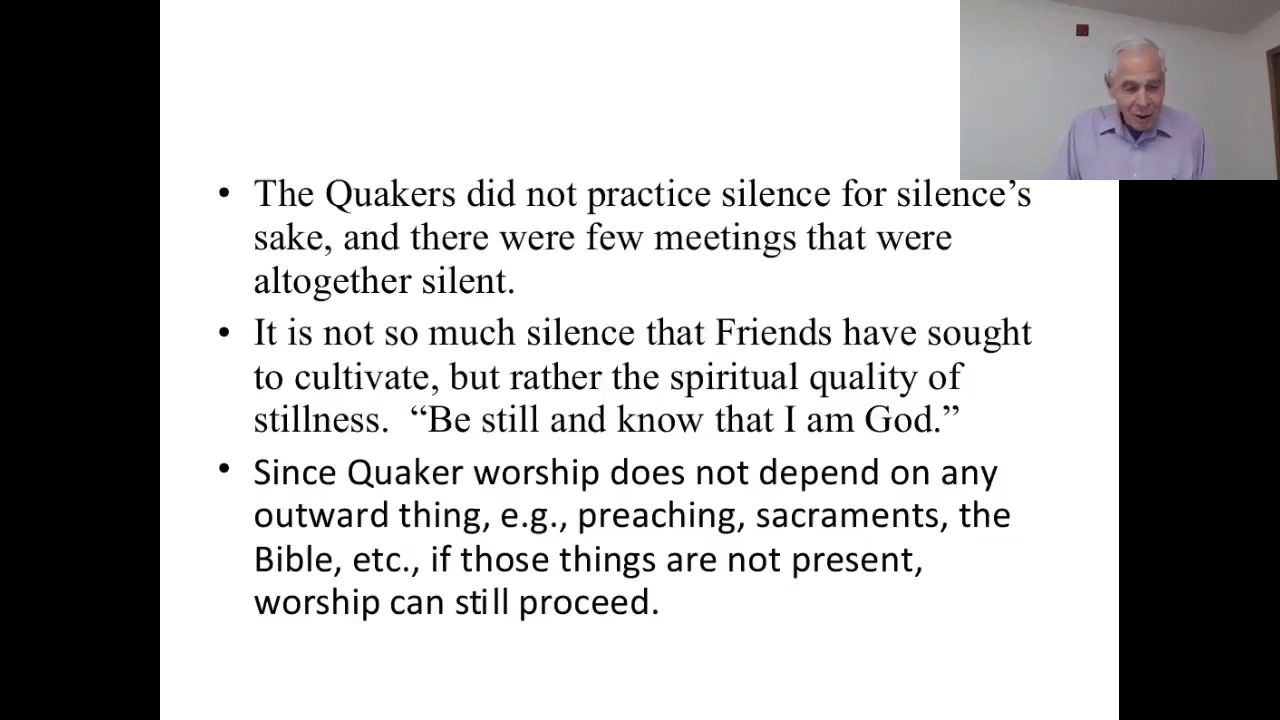 • The Quakers did not practice silence for silence’s
sake, and there were few meetings that were
altogether silent.
• It is not so much silence that Friends have sought
to cultivate, but rather the spiritual quality of
stillness.  “Be still and know that I am God.”
• Since Quaker worship does not depend on any
outward thing, e.g., preaching, sacraments, the
Bible, etc., if those things are not present,
worship can still proceed.